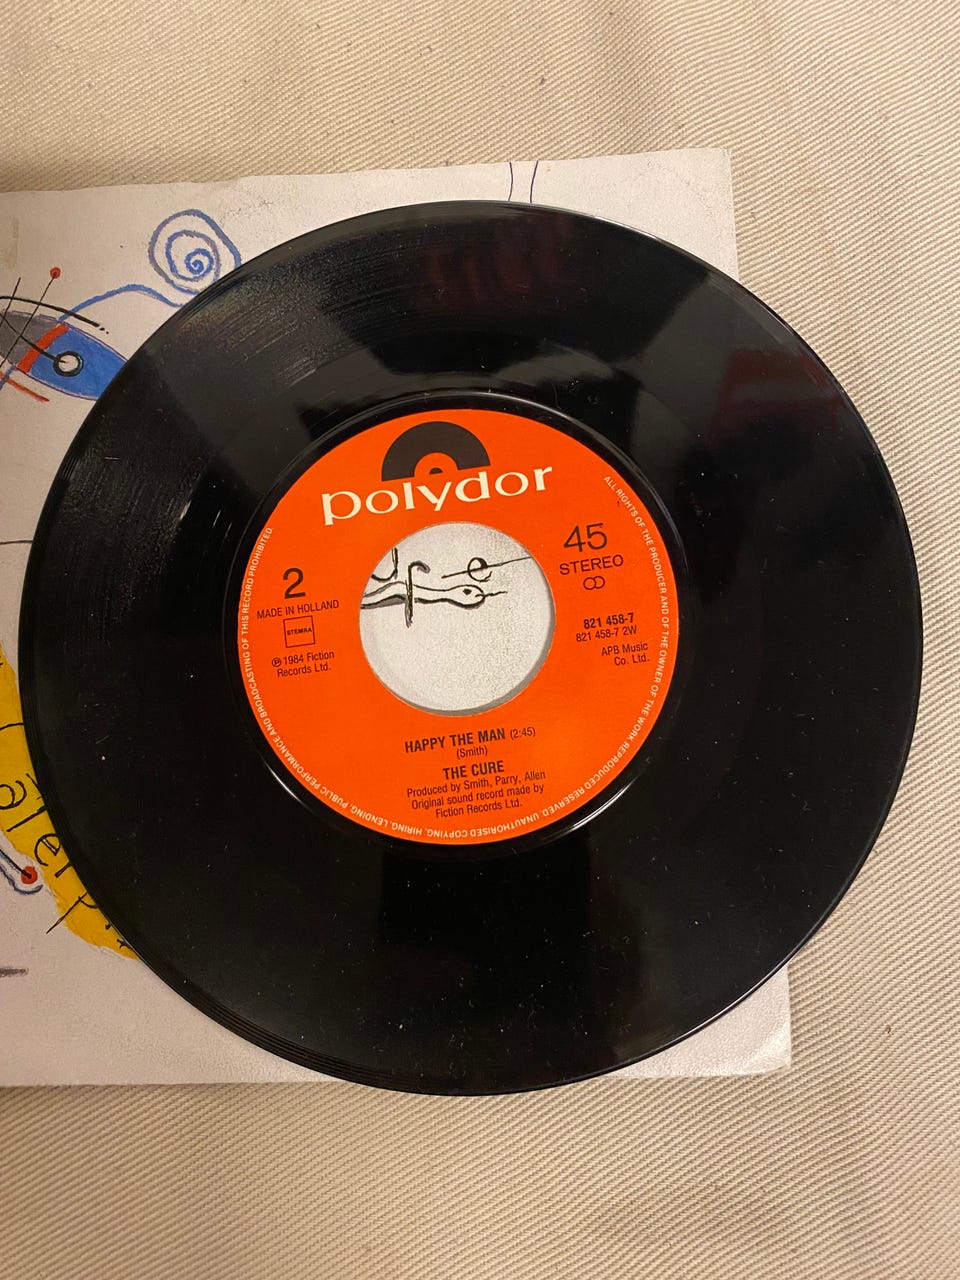 polydor
45
STEREO
2
MADE IN HOLLAND
STEMRA
℗ 1984 Fiction
Records Ltd.
821 458-7
821 458-7 2W
APB Music
Co. Ltd.
HAPPY THE MAN (2:45)
(Smith)
THE CURE
Produced by Smith, Parry, Allen
Original sound record made by
Fiction Records Ltd.
ALL RIGHTS OF THE PRODUCER AND OF THE OWNER OF THE WORK REPRODUCED RESERVED. UNAUTHORISED COPYING, HIRING, LENDING, PUBLIC PERFORMANCE AND BROADCASTING OF THIS RECORD PROHIBITED